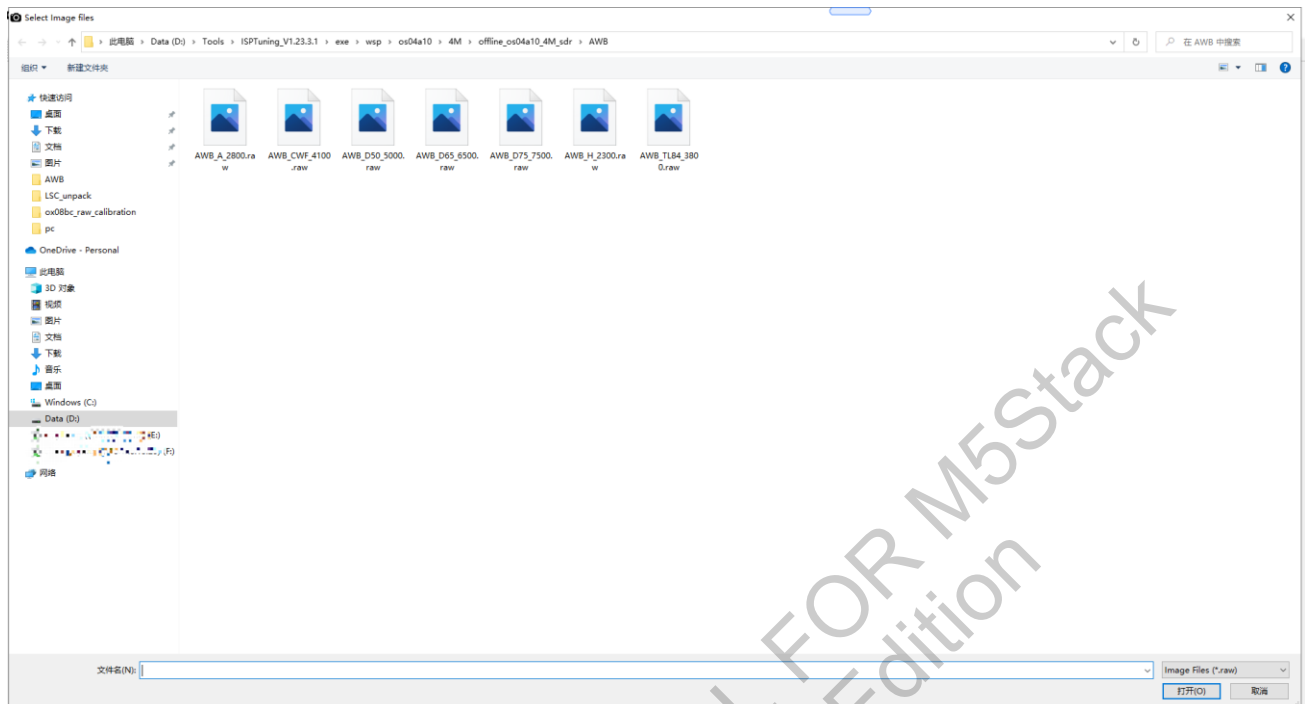 Select Image files
此电脑 › Data (D:) › Tools › ISPTuning_V1.23.3.1 › exe › wsp › os04a10 › 4M › offline_os04a10_4M_sdr › AWB
在 AWB 中搜索
组织
新建文件夹
快速访问
桌面
下载
文档
图片
AWB
LSC_unpack
ox08bc_raw_calibration
pc
OneDrive - Personal
此电脑
3D 对象
视频
图片
文档
下载
音乐
桌面
Windows (C:)
Data (D:)
(E:)
(F:)
网络
AWB_A_2800.ra
w
AWB_CWF_4100
.raw
AWB_D50_5000.
raw
AWB_D65_6500.
raw
AWB_D75_7500.
raw
AWB_H_2300.ra
w
AWB_TL84_380
0.raw
文件名(N):
Image Files (*.raw)
打开(O)
取消
FOR M5Stack
Edition